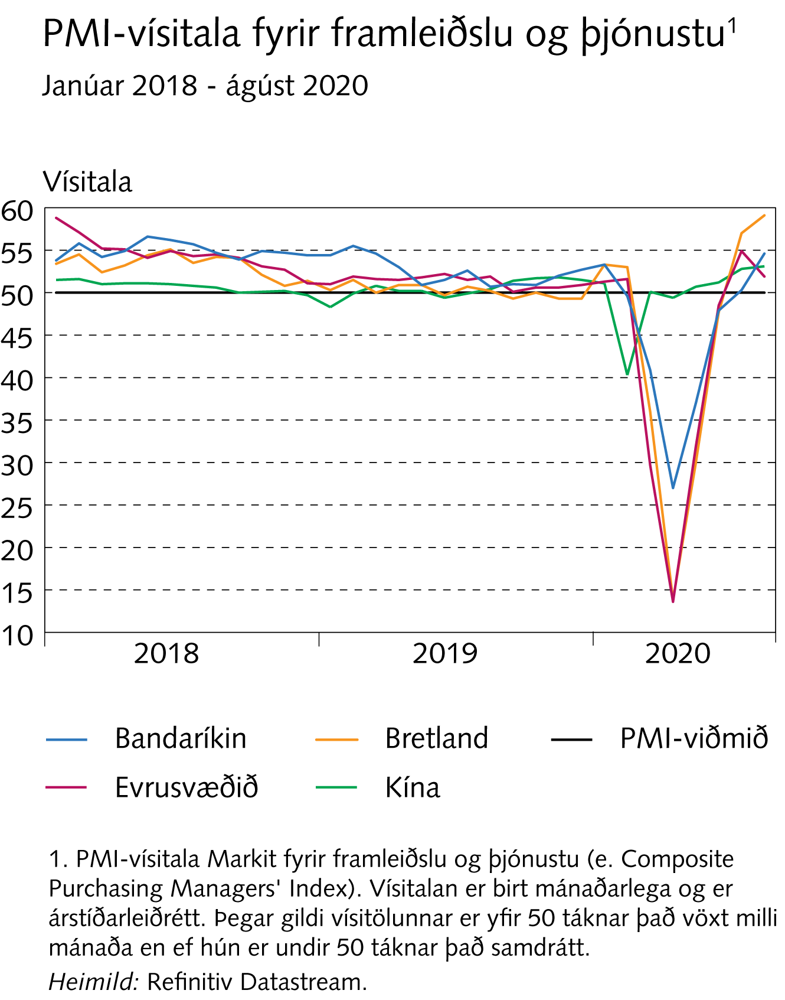 PMI-vísitala fyrir framleiðslu og þjónustu¹
Janúar 2018 - ágúst 2020
Vísitala
60
55
50
45
40
35
30
25
20
15
10
2018 2019 2020
Bandaríkin Bretland PMI-viðmið
Evrusvæðið Kína
1. PMI-vísitala Markit fyrir framleiðslu og þjónustu (e. Composite
Purchasing Managers' Index). Vísitalan er birt mánaðarlega og er
árstíðarleiðrétt. Þegar gildi vísitölunnar er yfir 50 táknar það vöxt milli
mánaða en ef hún er undir 50 táknar það samdrátt.
Heimild: Refinitiv Datastream.